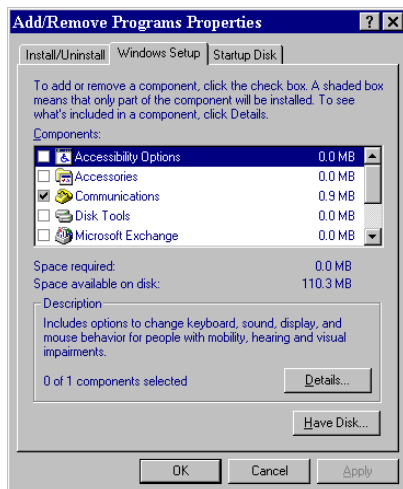 Add/Remove Programs Properties
Install/Uninstall Windows Setup Startup Disk
To add or remove a component, click the check box. A shaded box
means that only part of the component will be installed. To see
what's included in a component, click Details.
Components:
Accessibility Options 0.0 MB
Accessories 0.0 MB
Communications 0.9 MB
Disk Tools 0.0 MB
Microsoft Exchange 0.0 MB
Space required: 0.0 MB
Space available on disk: 110.3 MB
Description
Includes options to change keyboard, sound, display, and
mouse behavior for people with mobility, hearing and visual
impairments.
0 of 1 components selected
Details...
Have Disk...
OK Cancel Apply